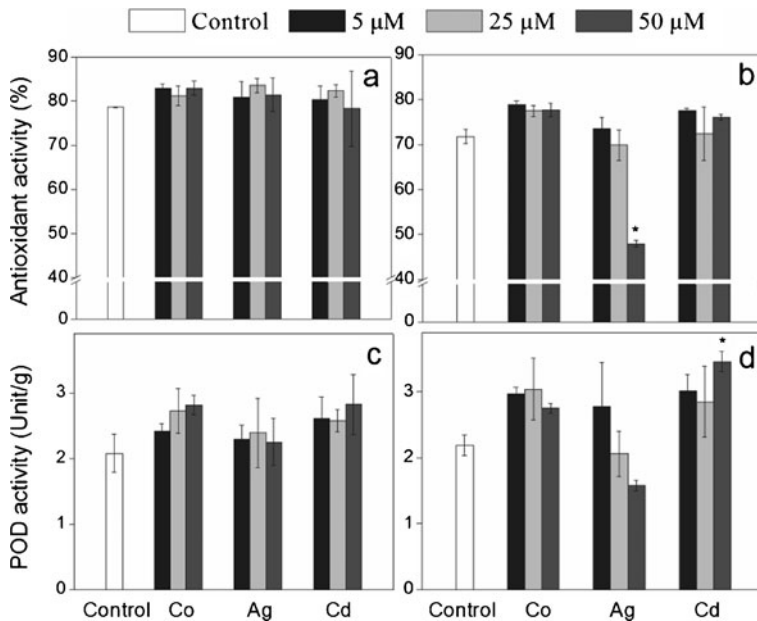 Control 5 μM 25 μM 50 μM
Antioxidant activity (%)
90
80
70
60
50
40
0
a
90
80
70
60
50
40
0
b
*
POD activity (Unit/g)
3
2
1
0
c
3
2
1
0
d
*
Control Co Ag Cd
Control Co Ag Cd